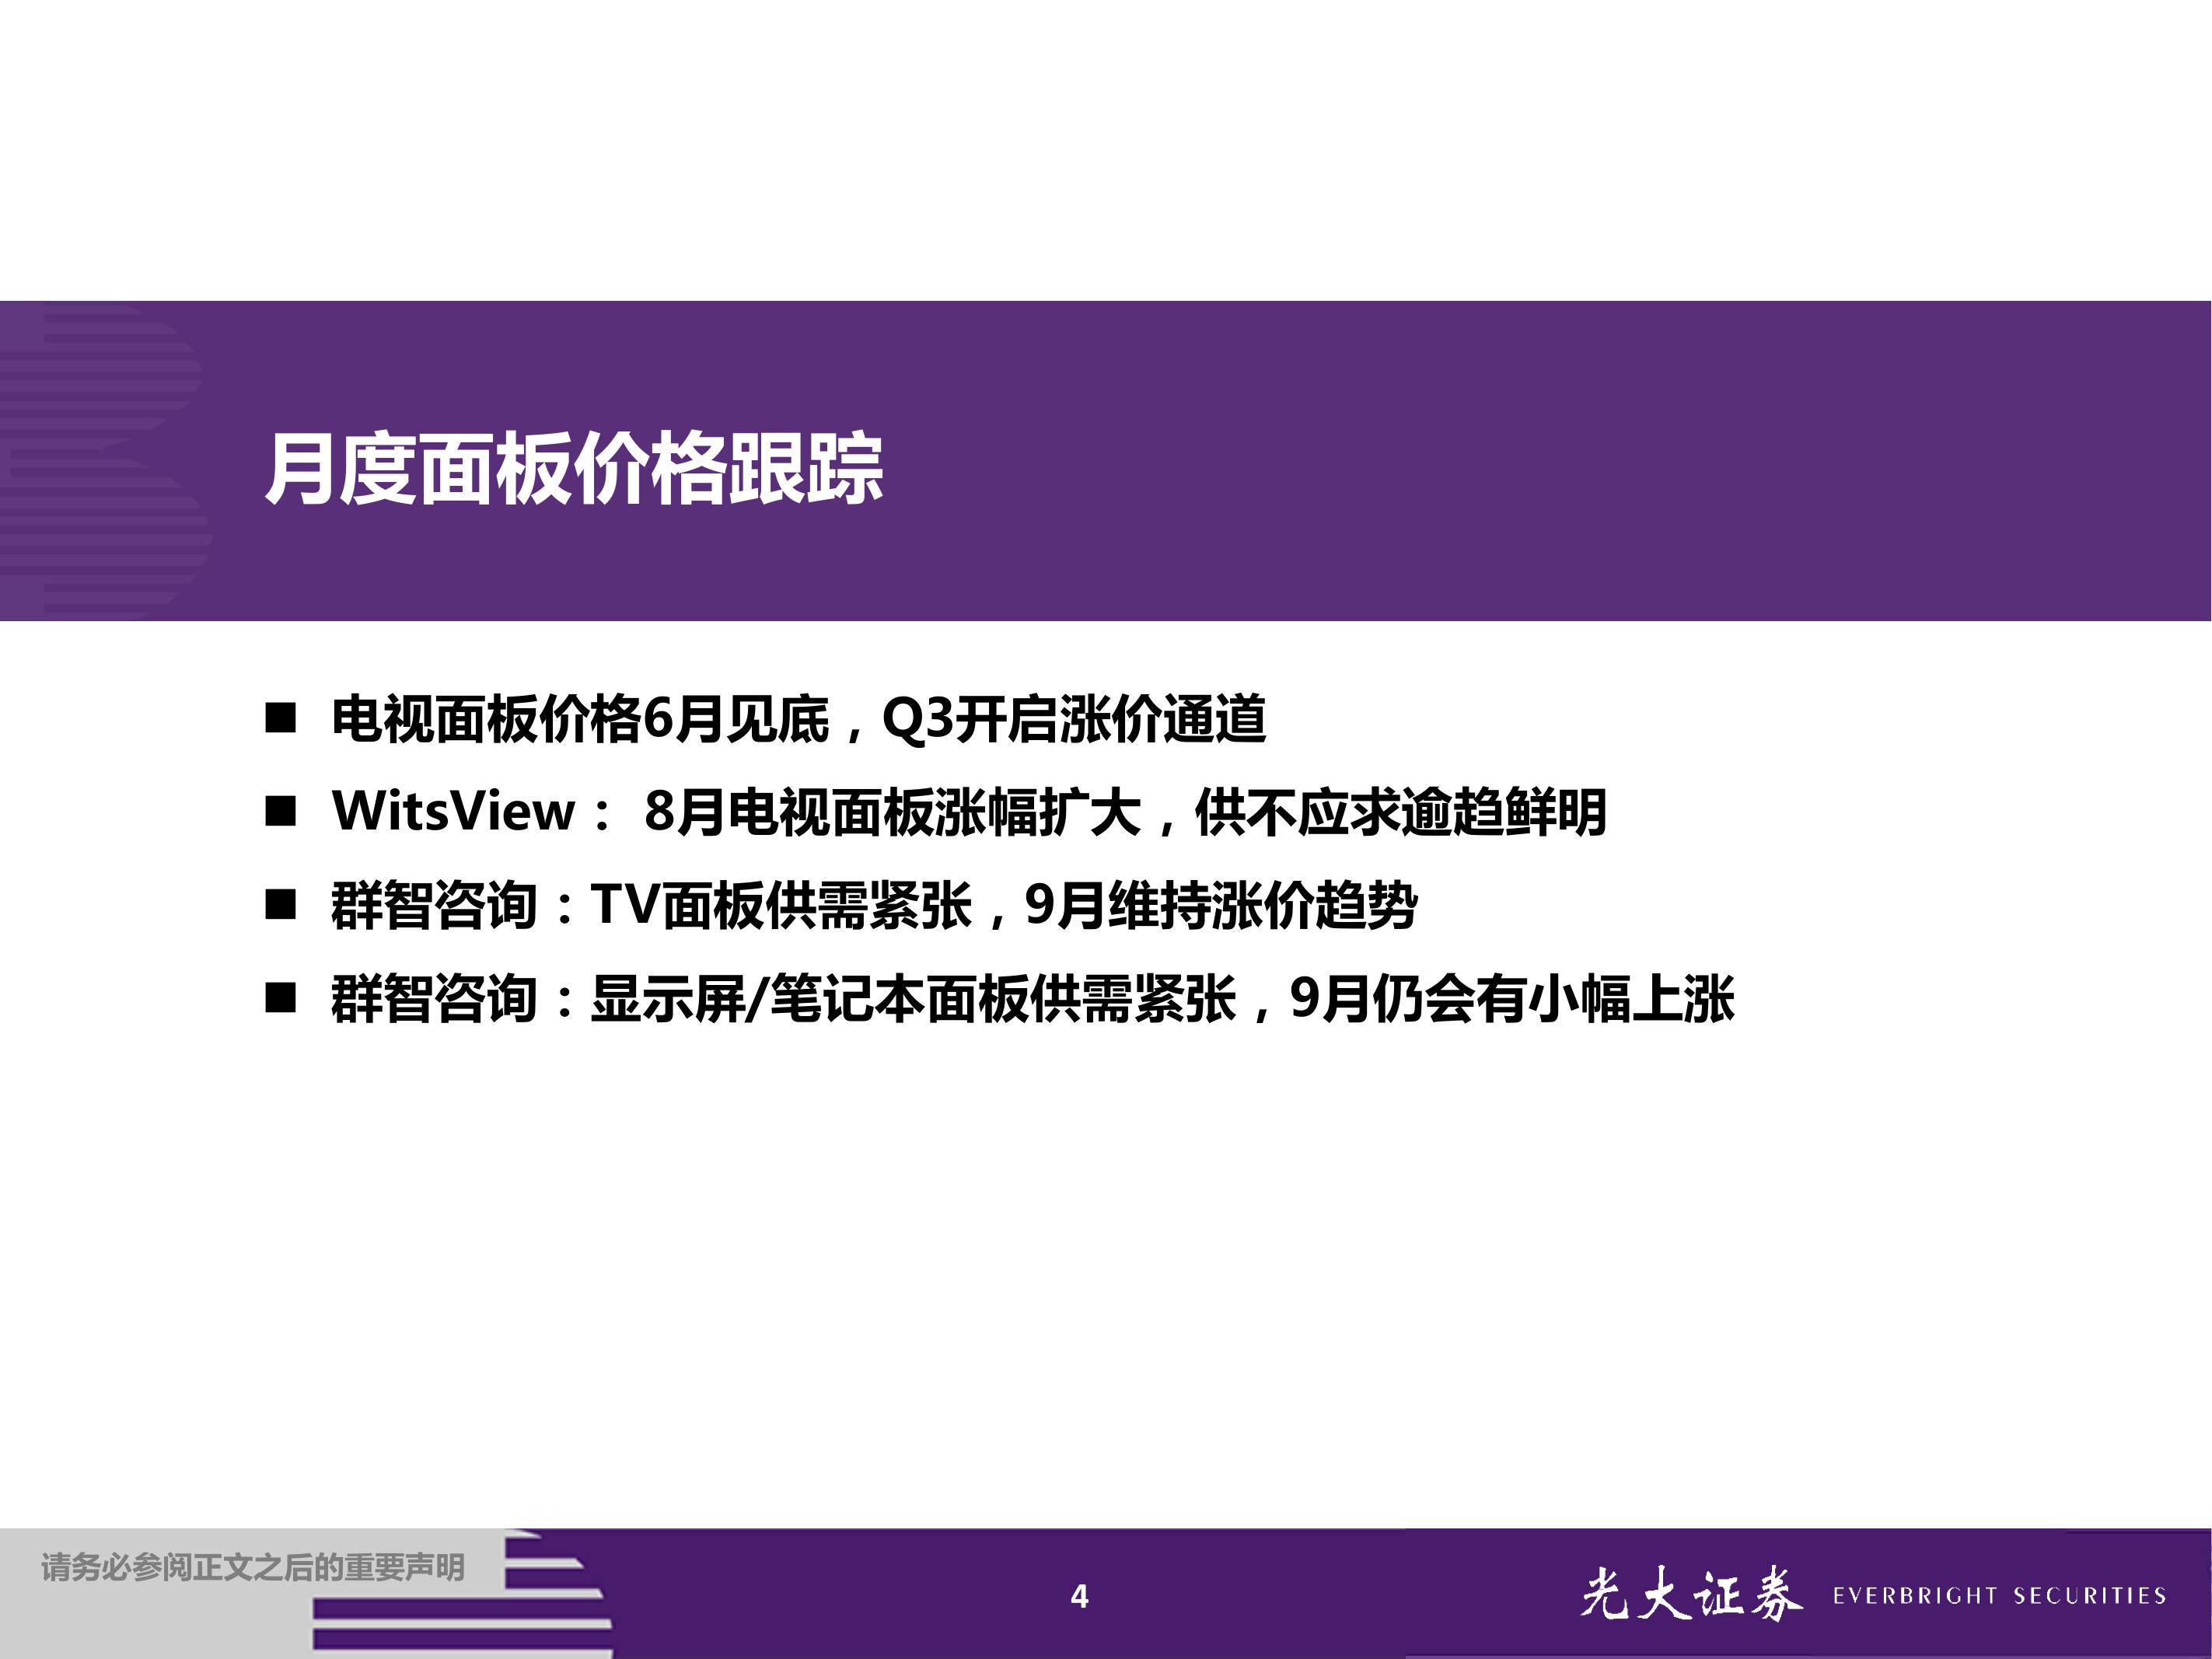 月度面板价格跟踪
■ 电视面板价格6月见底，Q3开启涨价通道
■ WitsView： 8月电视面板涨幅扩大，供不应求逾趋鲜明
■ 群智咨询：TV面板供需紧张，9月维持涨价趋势
■ 群智咨询：显示屏/笔记本面板供需紧张，9月仍会有小幅上涨
请务必参阅正文之后的重要声明
4
光大证券 EVERBRIGHT SECURITIES